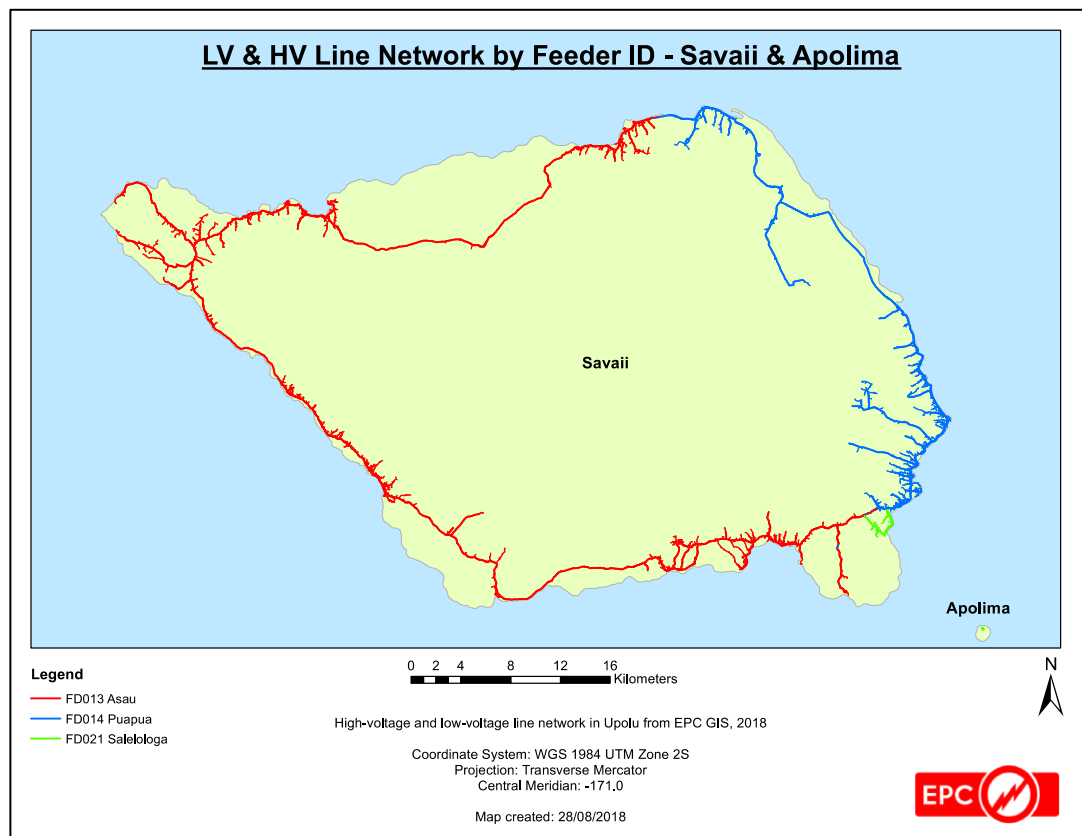 LV & HV Line Network by Feeder ID - Savaii & Apolima
Savaii
Apolima
Legend
FD013 Asau
FD014 Puapua
FD021 Salelologa
0 2 4 8 12 16
Kilometers
N
High-voltage and low-voltage line network in Upolu from EPC GIS, 2018
Coordinate System: WGS 1984 UTM Zone 2S
Projection: Transverse Mercator
Central Meridian: -171.0
Map created: 28/08/2018
EPC